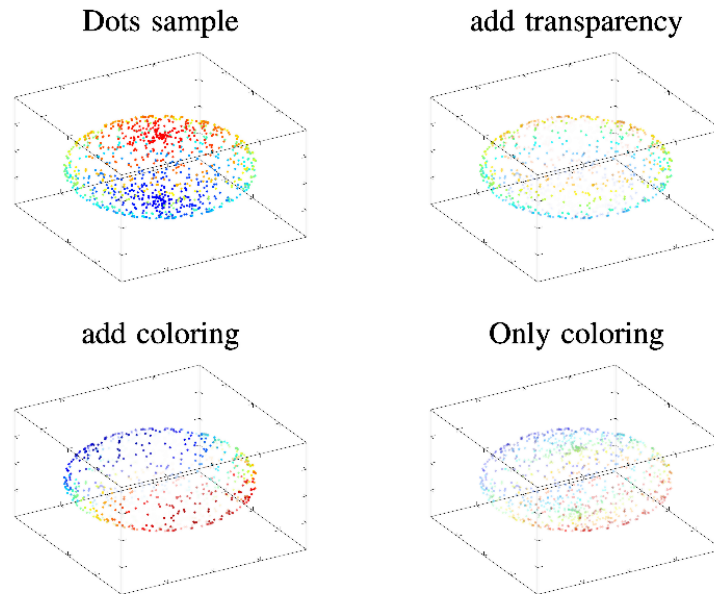 Dots sample
add transparency
add coloring
Only coloring